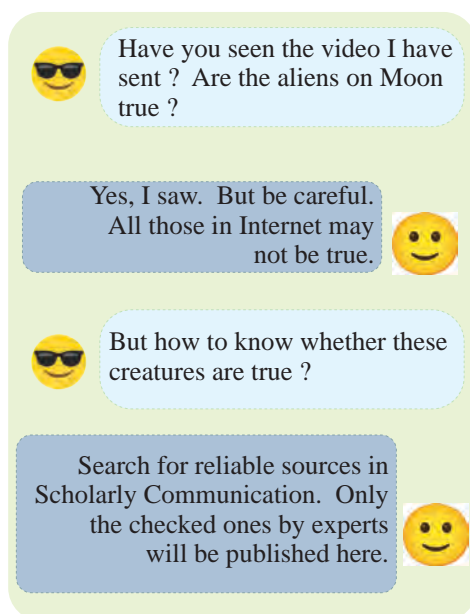 Have you seen the video I have
sent ? Are the aliens on Moon
true ?
Yes, I saw. But be careful.
All those in Internet may
not be true.
But how to know whether these
creatures are true ?
Search for reliable sources in
Scholarly Communication. Only
the checked ones by experts
will be published here.